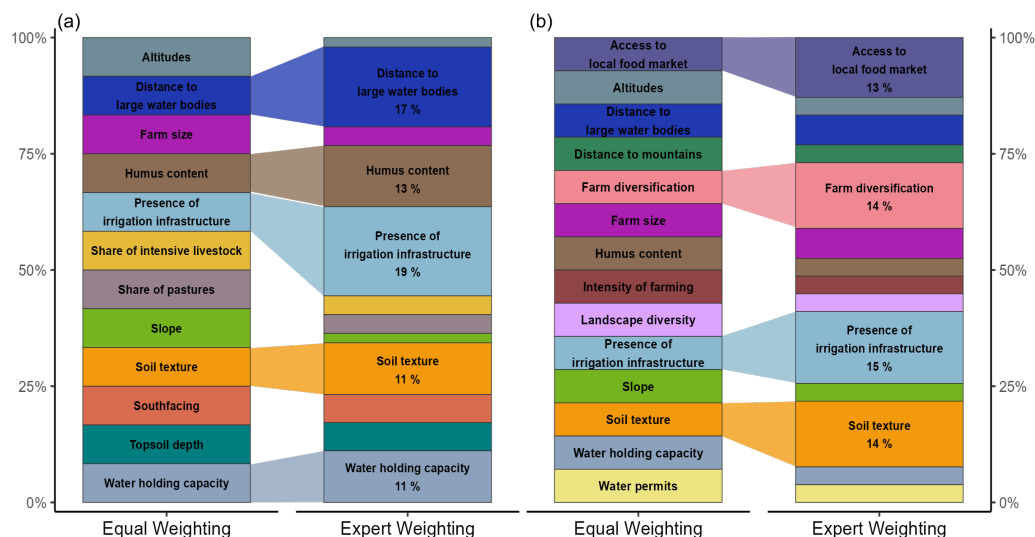 (a)
(b)
100%
75%
50%
25%
0%
Altitudes
Distance to
large water bodies
Farm size
Humus content
Presence of
irrigation infrastructure
Share of intensive livestock
Share of pastures
Slope
Soil texture
Southfacing
Topsoil depth
Water holding capacity
Equal Weighting
Distance to
large water bodies
17 %
Humus content
13 %
Presence of
irrigation infrastructure
19 %
Soil texture
11 %
Water holding capacity
11 %
Expert Weighting
Access to
local food market
Altitudes
Distance to
large water bodies
Distance to mountains
Farm diversification
Farm size
Humus content
Intensity of farming
Landscape diversity
Presence of
irrigation infrastructure
Slope
Soil texture
Water holding capacity
Water permits
Equal Weighting
Access to
local food market
13 %
Farm diversification
14 %
Presence of
irrigation infrastructure
15 %
Soil texture
14 %
Expert Weighting
100%
75%
50%
25%
0%